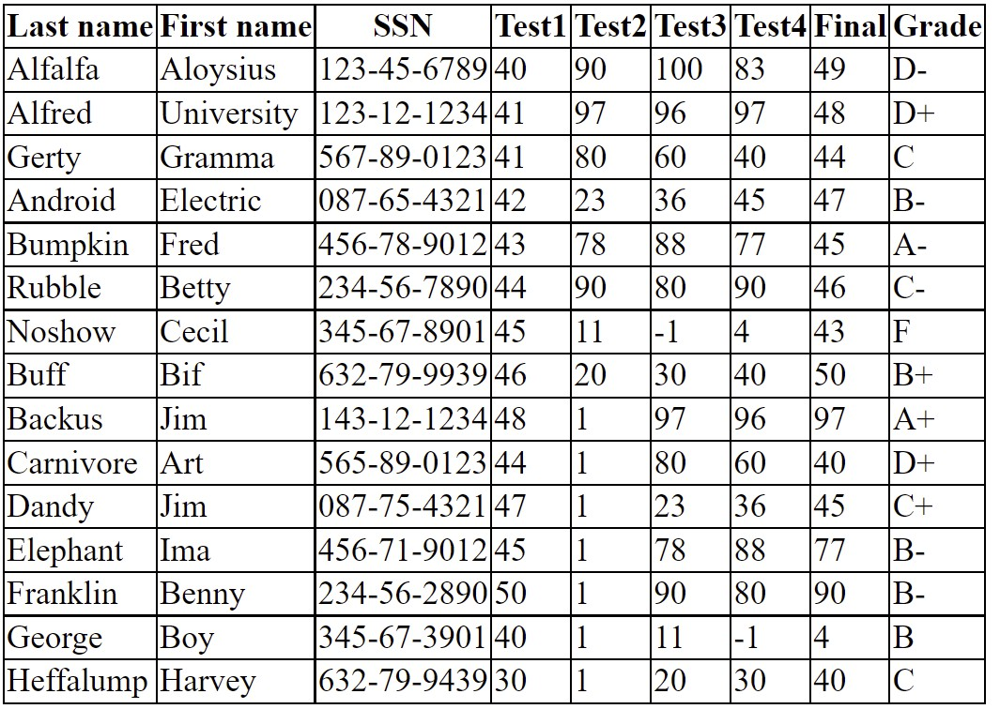 Last name First name SSN Test1 Test2 Test3 Test4 Final Grade
Alfalfa Aloysius 123-45-6789 40 90 100 83 49 D-
Alfred University 123-12-1234 41 97 96 97 48 D+
Gerty Gramma 567-89-0123 41 80 60 40 44 C
Android Electric 087-65-4321 42 23 36 45 47 B-
Bumpkin Fred 456-78-9012 43 78 88 77 45 A-
Rubble Betty 234-56-7890 44 90 80 90 46 C-
Noshow Cecil 345-67-8901 45 11 -1 4 43 F
Buff Bif 632-79-9939 46 20 30 40 50 B+
Backus Jim 143-12-1234 48 1 97 96 97 A+
Carnivore Art 565-89-0123 44 1 80 60 40 D+
Dandy Jim 087-75-4321 47 1 23 36 45 C+
Elephant Ima 456-71-9012 45 1 78 88 77 B-
Franklin Benny 234-56-2890 50 1 90 80 90 B-
George Boy 345-67-3901 40 1 11 -1 4 B
Heffalump Harvey 632-79-9439 30 1 20 30 40 C